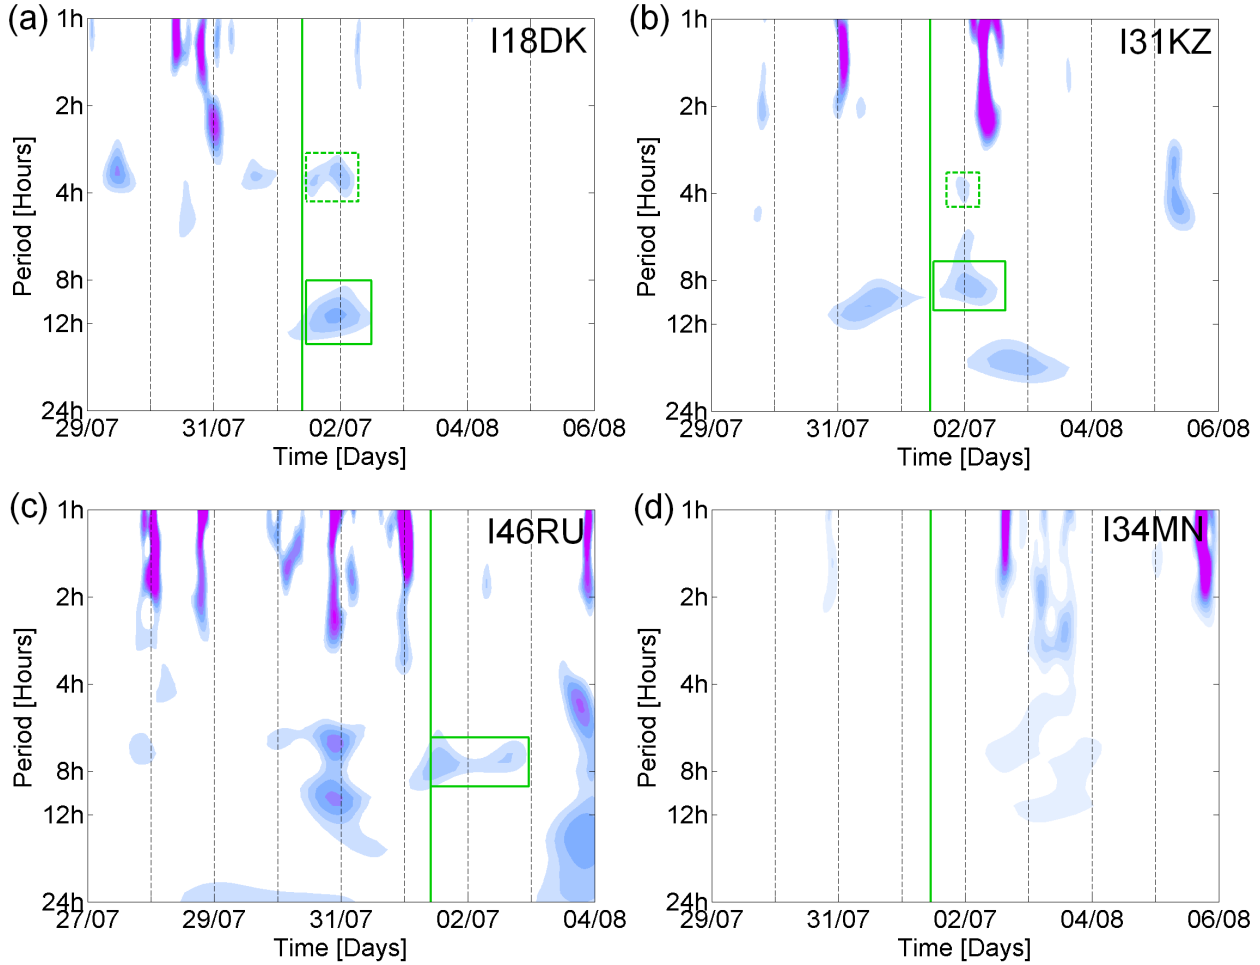 (a)
I18DK
1h
2h
4h
8h
12h
24h
Period [Hours]
29/07 31/07 02/07 04/08 06/08
Time [Days]
(b)
I31KZ
1h
2h
4h
8h
12h
24h
Period [Hours]
29/07 31/07 02/07 04/08 06/08
Time [Days]
(c)
I46RU
1h
2h
4h
8h
12h
24h
Period [Hours]
27/07 29/07 31/07 02/07 04/08
Time [Days]
(d)
I34MN
1h
2h
4h
8h
12h
24h
Period [Hours]
29/07 31/07 02/07 04/08 06/08
Time [Days]